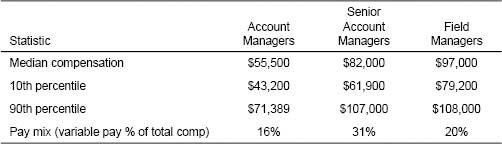 Statistic Account Managers Senior Account Managers Field Managers
Median compensation $55,500 $82,000 $97,000
10th percentile $43,200 $61,900 $79,200
90th percentile $71,389 $107,000 $108,000
Pay mix (variable pay % of total comp) 16% 31% 20%